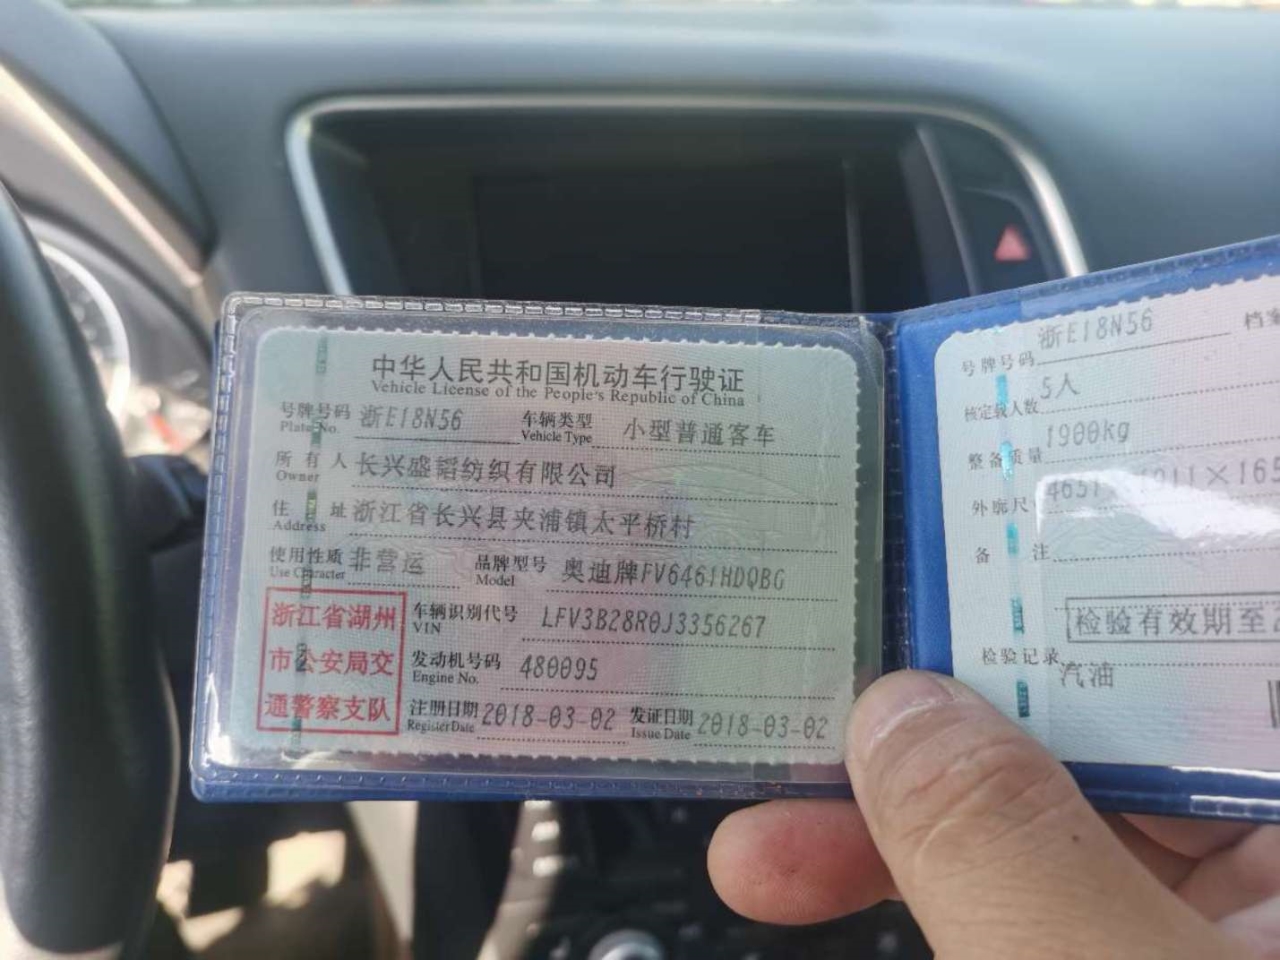 中华人民共和国机动车行驶证
Vehicle License of the People's Republic of China
号牌号码 浙E18N56 车辆类型 小型普通客车
Plate No. Vehicle Type
所有人 长兴盛韬纺织有限公司
Owner
住址 浙江省长兴县夹浦镇太平桥村
Address
使用性质 非营运 品牌型号 奥迪牌FV6461HDQBG
Use Character Model
浙江省湖州
市公安局交
通警察支队
车辆识别代号 LFV3B28R0J3356267
VIN
发动机号码 480095
Engine No.
注册日期 2018-03-02 发证日期 2018-03-02
Register Date Issue Date
号牌号码 浙E18N56 档案
核定载人数 5人
整备质量 1900kg
外廓尺
备注
检验有效期至
检验记录
汽油